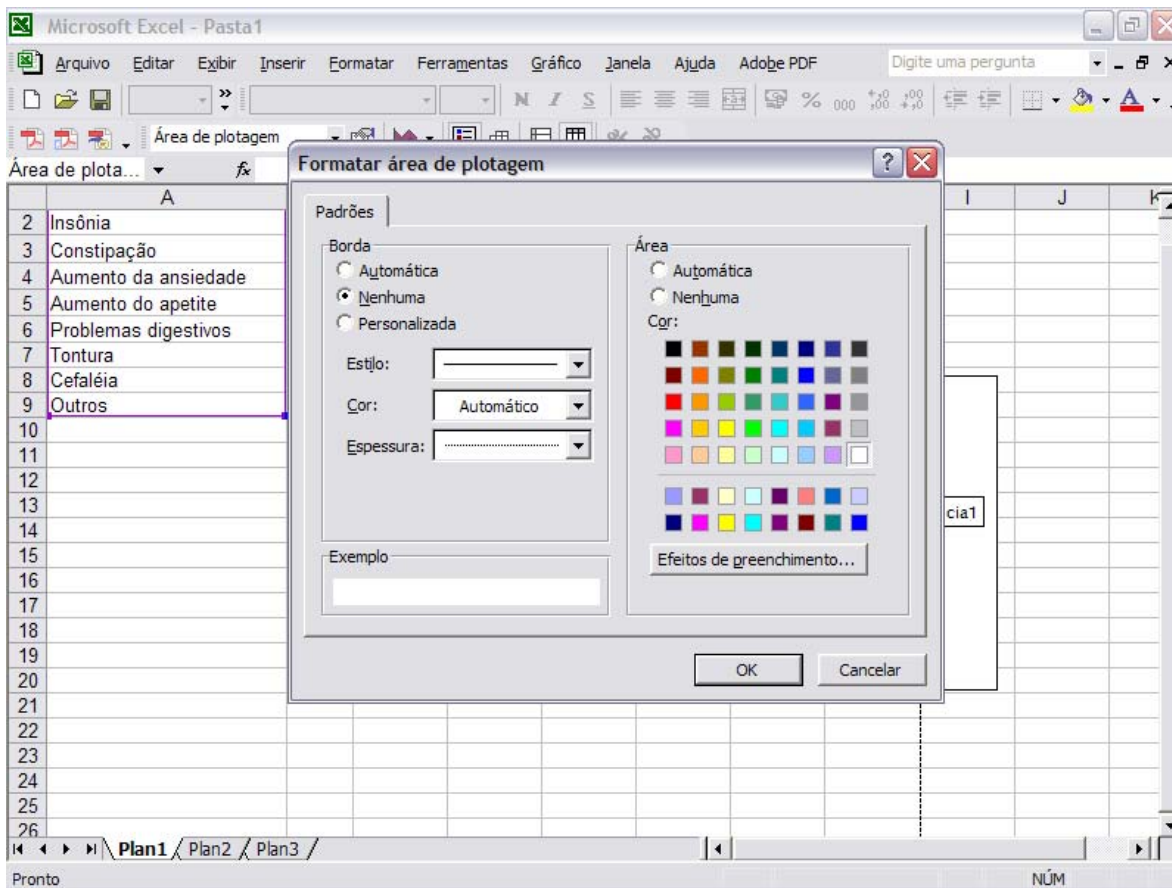 Microsoft Excel - Pasta1
Arquivo Editar Exibir Inserir Formatar Ferramentas Gráfico Janela Ajuda Adobe PDF Digite uma pergunta
N I S % 000 ,00 A
Área de plotagem
Área de plota... fx
A I J K
2 Insônia
3 Constipação
4 Aumento da ansiedade
5 Aumento do apetite
6 Problemas digestivos
7 Tontura
8 Cefaléia
9 Outros
10
11
12
13
14
15
16
17
18
19
20
21
22
23
24
25
26
Formatar área de plotagem ?
Padrões
Borda
Automática
Nenhuma
Personalizada
Estilo:
Cor: Automático
Espessura:
Exemplo
Área
Automática
Nenhuma
Cor:
Efeitos de preenchimento...
OK Cancelar
cia1
Plan1 Plan2 Plan3
Pronto NÚM